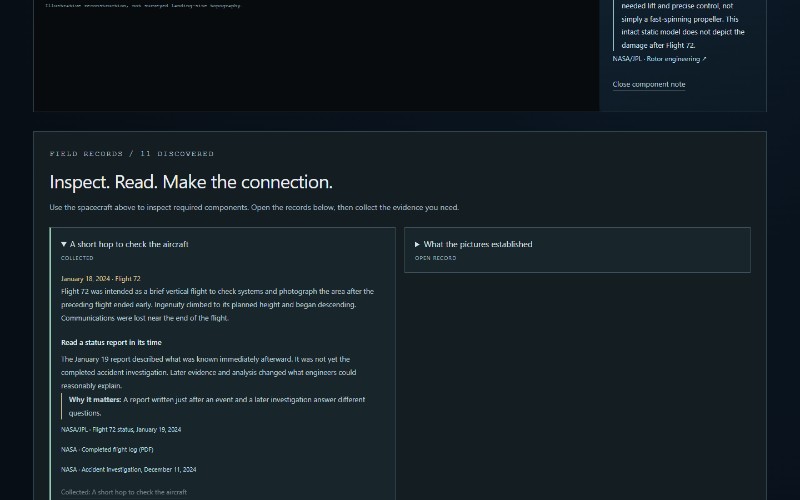 Illustrative reconstruction, not surveyed landing-site topography.
needed lift and precise control, not
simply a fast-spinning propeller. This
intact static model does not depict the
damage after Flight 72.
NASA/JPL · Rotor engineering ↗
Close component note
FIELD RECORDS / 11 DISCOVERED
Inspect. Read. Make the connection.
Use the spacecraft above to inspect required components. Open the records below, then collect the evidence you need.
▼ A short hop to check the aircraft
COLLECTED
January 18, 2024 · Flight 72
Flight 72 was intended as a brief vertical flight to check systems and photograph the area after the
preceding flight ended early. Ingenuity climbed to its planned height and began descending.
Communications were lost near the end of the flight.
Read a status report in its time
The January 19 report described what was known immediately afterward. It was not yet the
completed accident investigation. Later evidence and analysis changed what engineers could
reasonably explain.
Why it matters: A report written just after an event and a later investigation answer different
questions.
NASA/JPL · Flight 72 status, January 19, 2024
NASA · Completed flight log (PDF)
NASA · Accident investigation, December 11, 2024
Collected: A short hop to check the aircraft
▶ What the pictures established
OPEN RECORD